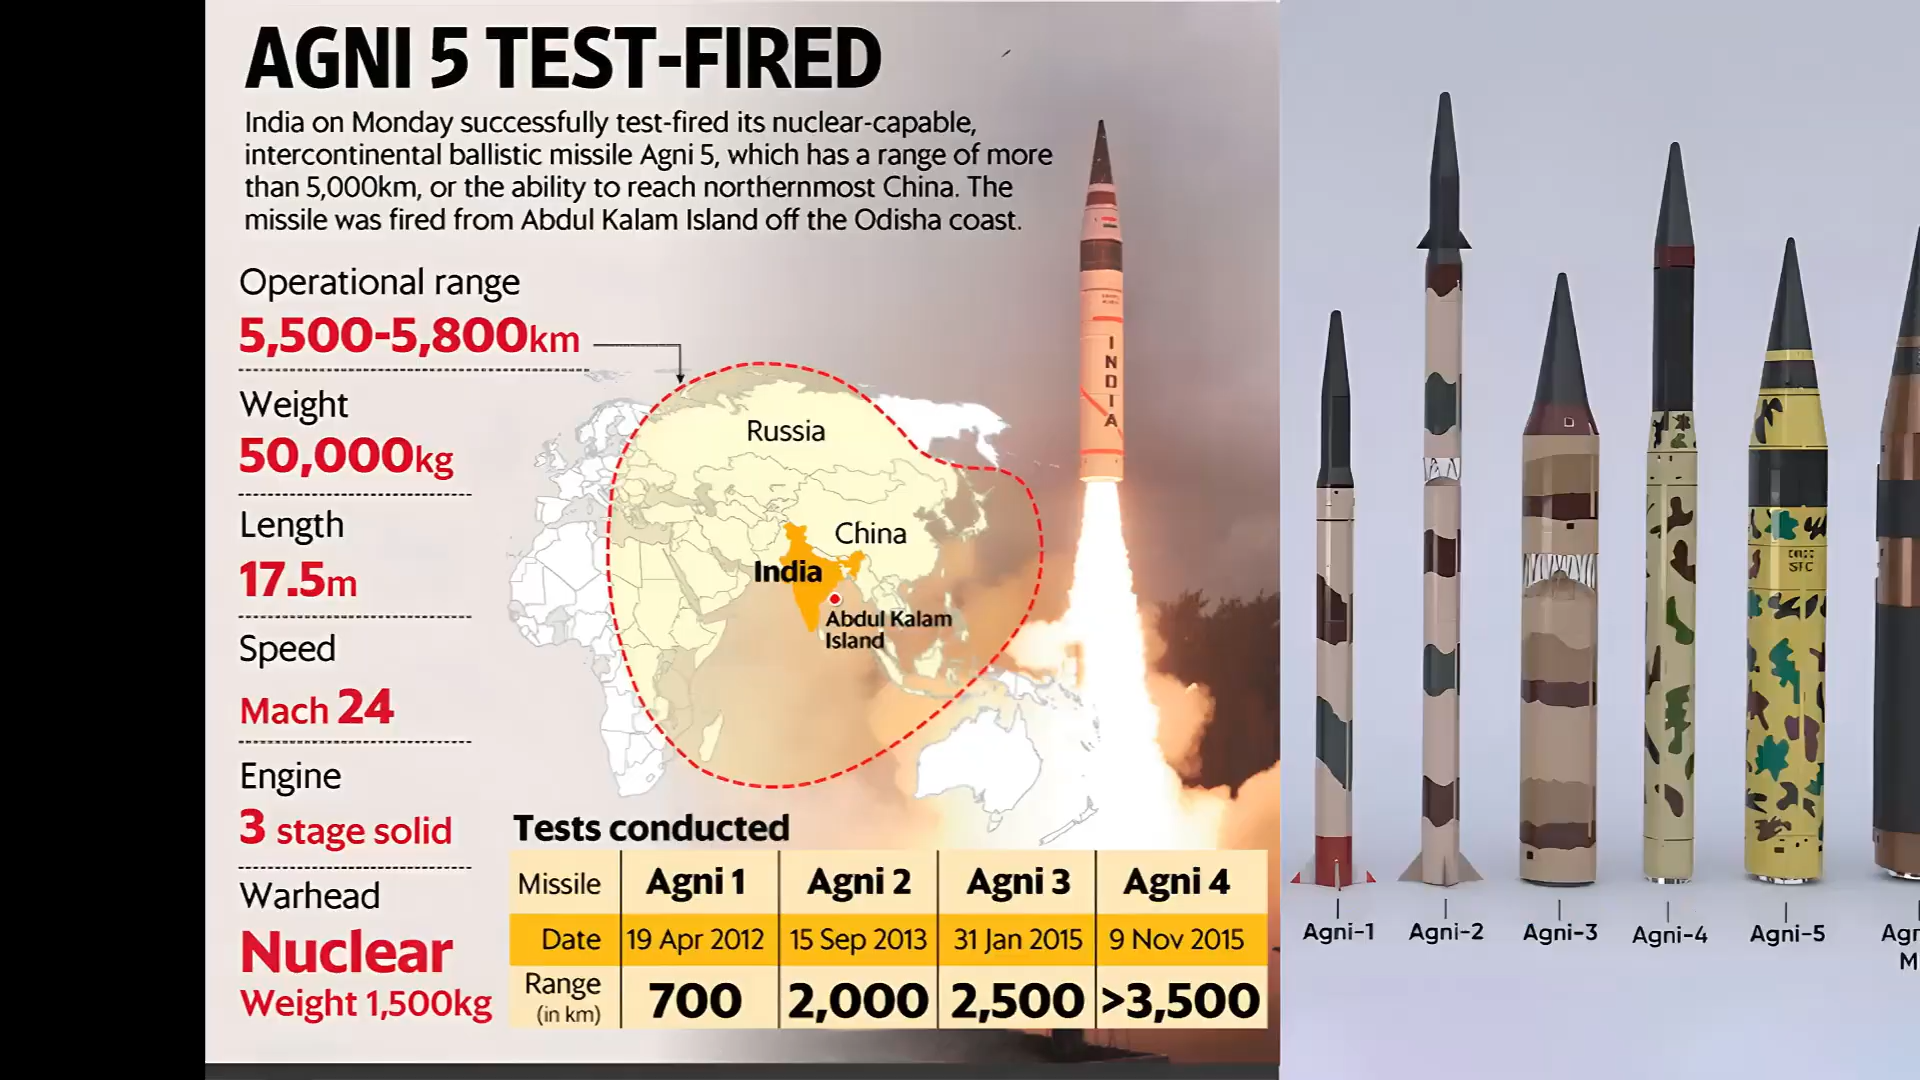 AGNI 5 TEST-FIRED
India on Monday successfully test-fired its nuclear-capable,
intercontinental ballistic missile Agni 5, which has a range of more
than 5,000km, or the ability to reach northernmost China. The
missile was fired from Abdul Kalam Island off the Odisha coast.
Operational range
5,500-5,800km
Weight
50,000kg
Length
17.5m
Speed
Mach 24
Engine
3 stage solid
Warhead
Nuclear
Weight 1,500kg
Russia
China
India
Abdul Kalam
Island
INDIA
Tests conducted
Missile Agni 1 Agni 2 Agni 3 Agni 4
Date 19 Apr 2012 15 Sep 2013 31 Jan 2015 9 Nov 2015
Range
(in km) 700 2,000 2,500 >3,500
SFC
Agni-1 Agni-2 Agni-3 Agni-4 Agni-5 Agn
M